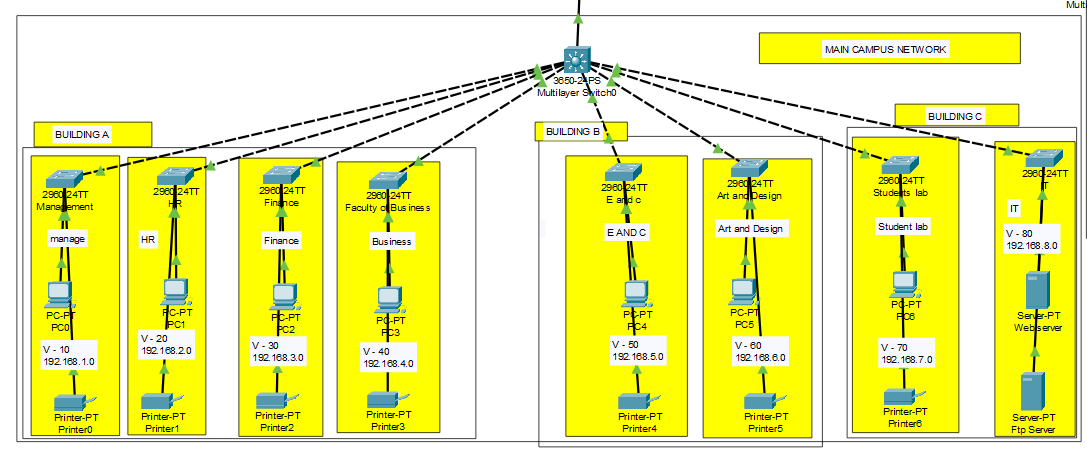 Multi
MAIN CAMPUS NETWORK
3650-24PS
Multilayer Switch0
BUILDING A
BUILDING B
BUILDING C
2960-24TT
Management
manage
PC-PT
PC0
V - 10
192.168.1.0
Printer-PT
Printer0
2960-24TT
HR
HR
PC-PT
PC1
V - 20
192.168.2.0
Printer-PT
Printer1
2960-24TT
Finance
Finance
PC-PT
PC2
V - 30
192.168.3.0
Printer-PT
Printer2
2960-24TT
Faculty of Business
Business
PC-PT
PC3
V - 40
192.168.4.0
Printer-PT
Printer3
2960-24TT
E and c
E AND C
PC-PT
PC4
V - 50
192.168.5.0
Printer-PT
Printer4
2960-24TT
Art and Design
Art and Design
PC-PT
PC5
V - 60
192.168.6.0
Printer-PT
Printer5
2960-24TT
Students lab
Student lab
PC-PT
PC6
V - 70
192.168.7.0
Printer-PT
Printer6
2960-24TT
IT
IT
V - 80
192.168.8.0
Server-PT
Web server
Server-PT
Ftp Server